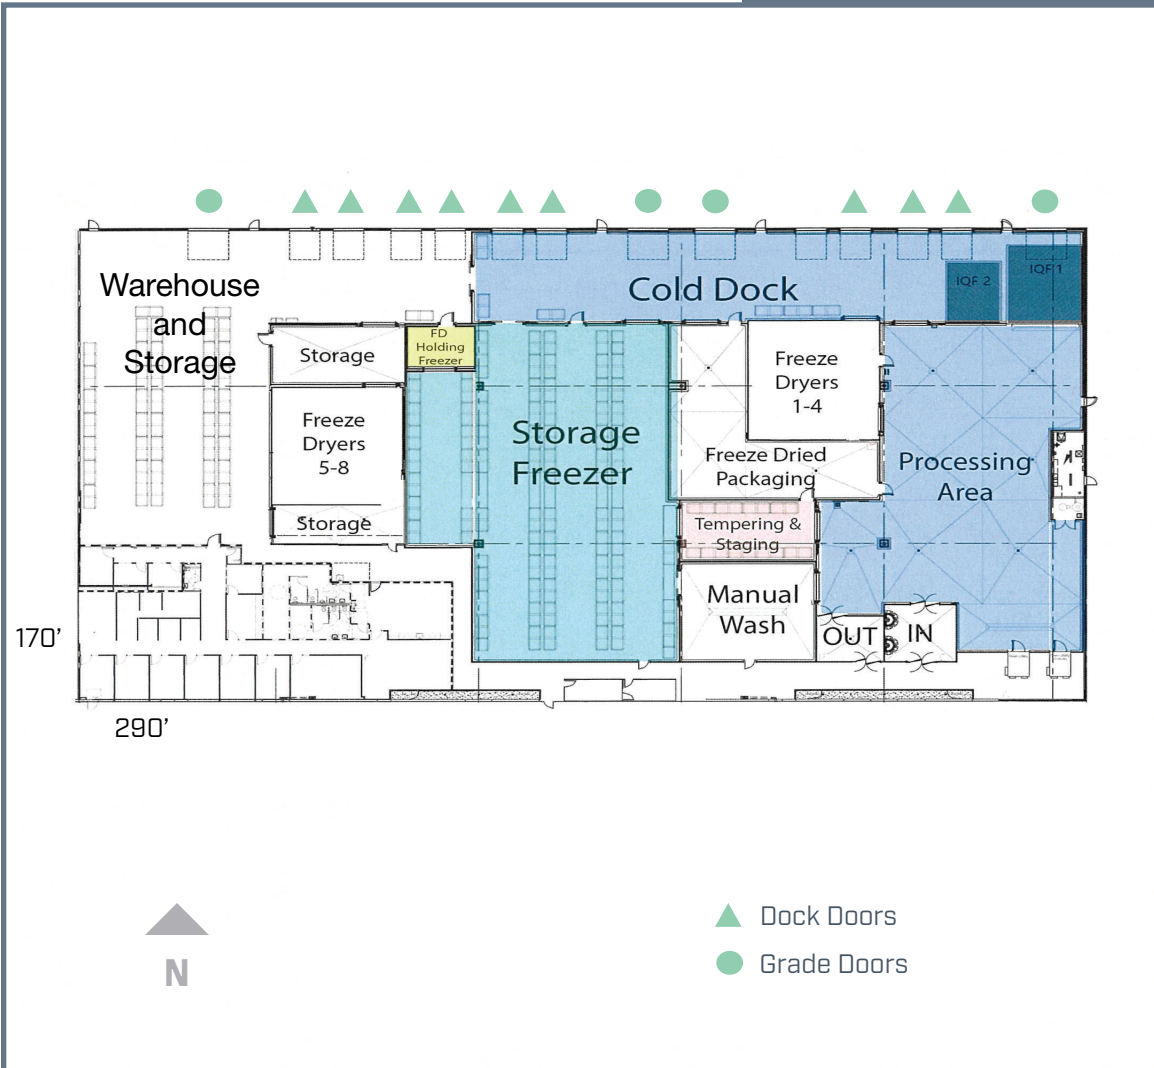 Warehouse
and
Storage
Cold Dock
IQF 2
IQF 1
Storage
FD
Holding
Freezer
Freeze
Dryers
1-4
Freeze
Dryers
5-8
Storage
Freezer
Freeze Dried
Packaging
Processing
Area
Storage
Tempering &
Staging
Manual
Wash
OUT
IN
170’
290’
N
Dock Doors
Grade Doors